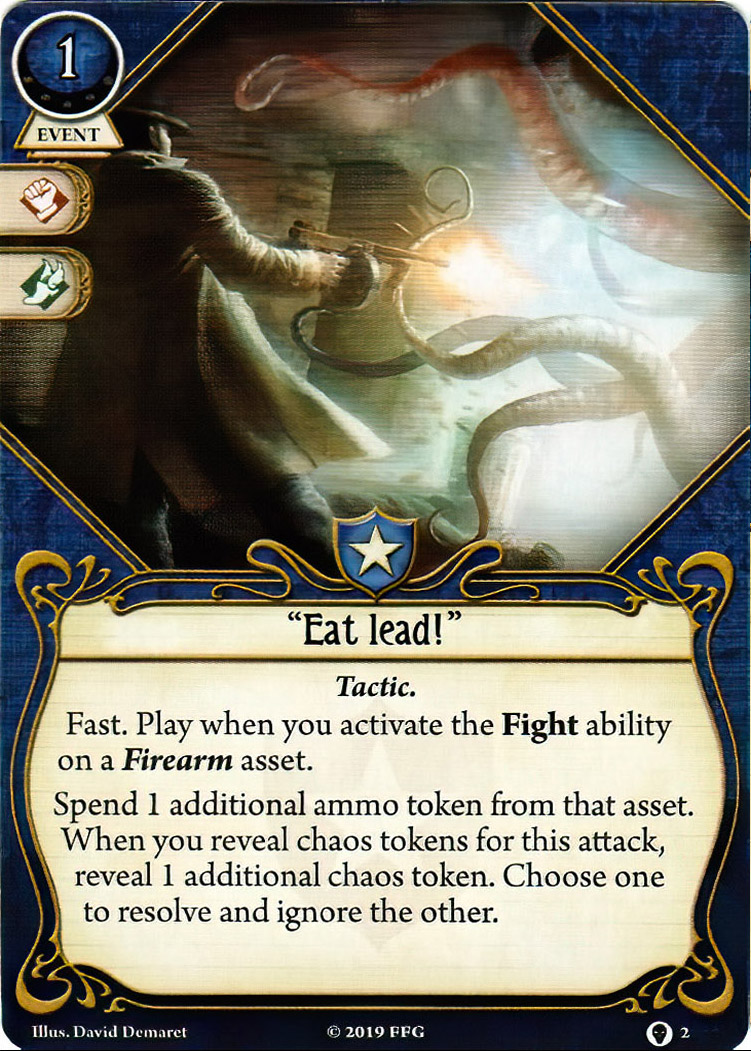 1
EVENT
“Eat lead!”
Tactic.
Fast. Play when you activate the Fight ability
on a Firearm asset.
Spend 1 additional ammo token from that asset.
When you reveal chaos tokens for this attack,
reveal 1 additional chaos token. Choose one
to resolve and ignore the other.
Illus. David Demaret
© 2019 FFG
2